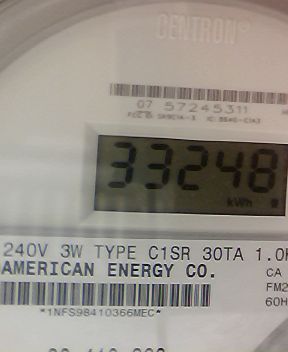 CENTRON®
07 57245311
33248
kWh
240V 3W TYPE C1SR 30TA 1.0
AMERICAN ENERGY CO.
CA
FM2
60H
*1NFS98410366MEC*